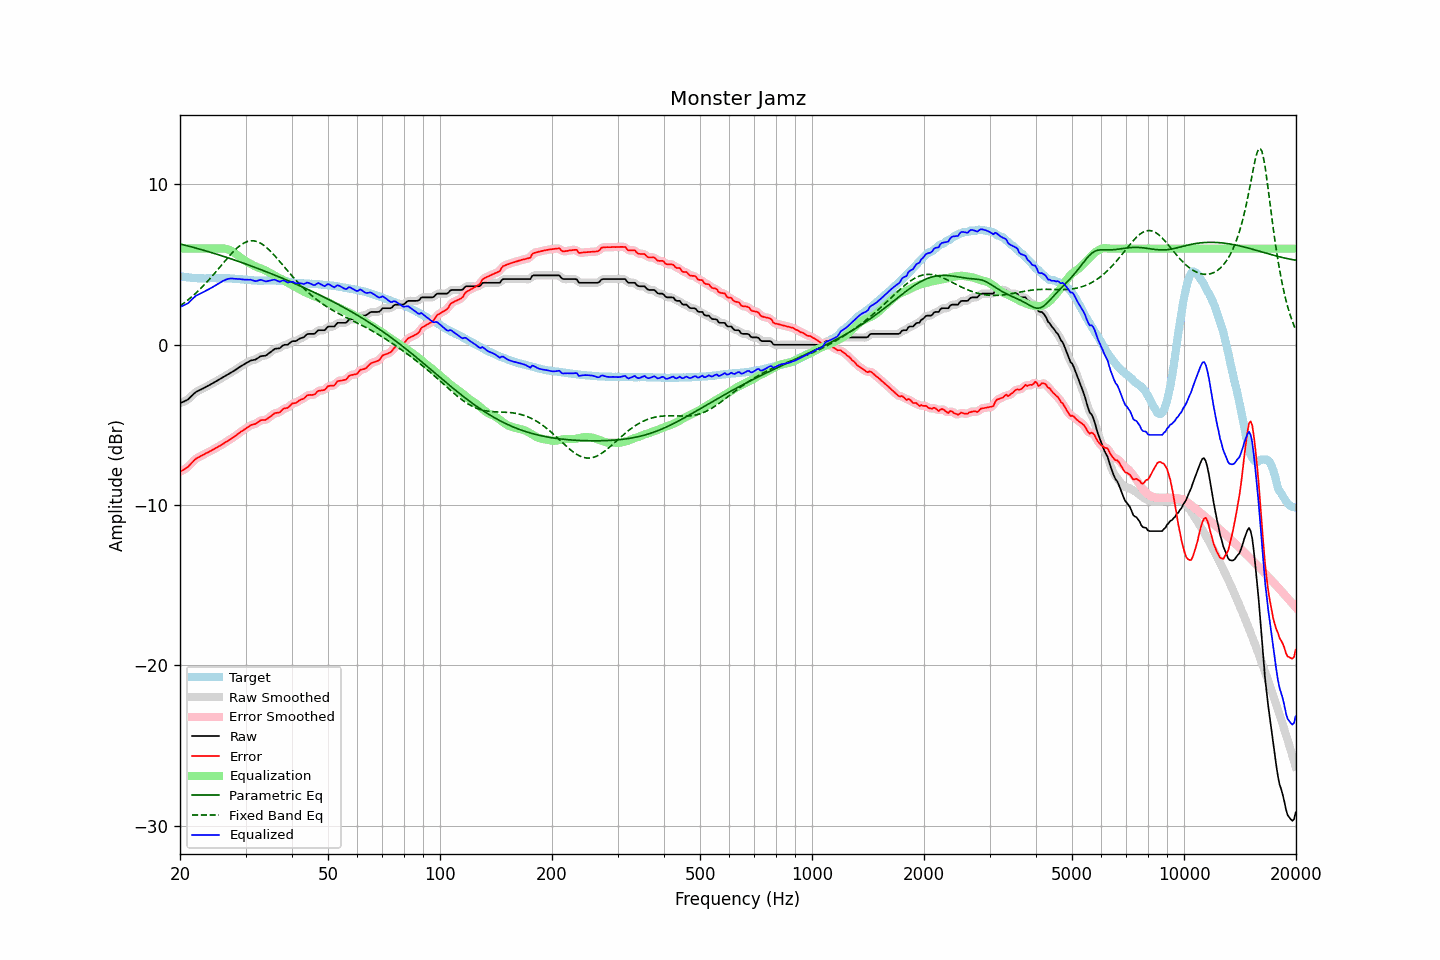 Monster Jamz
Amplitude (dBr)
10
0
−10
−20
−30
Target
Raw Smoothed
Error Smoothed
Raw
Error
Equalization
Parametric Eq
Fixed Band Eq
Equalized
20 50 100 200 500 1000 2000 5000 10000 20000
Frequency (Hz)